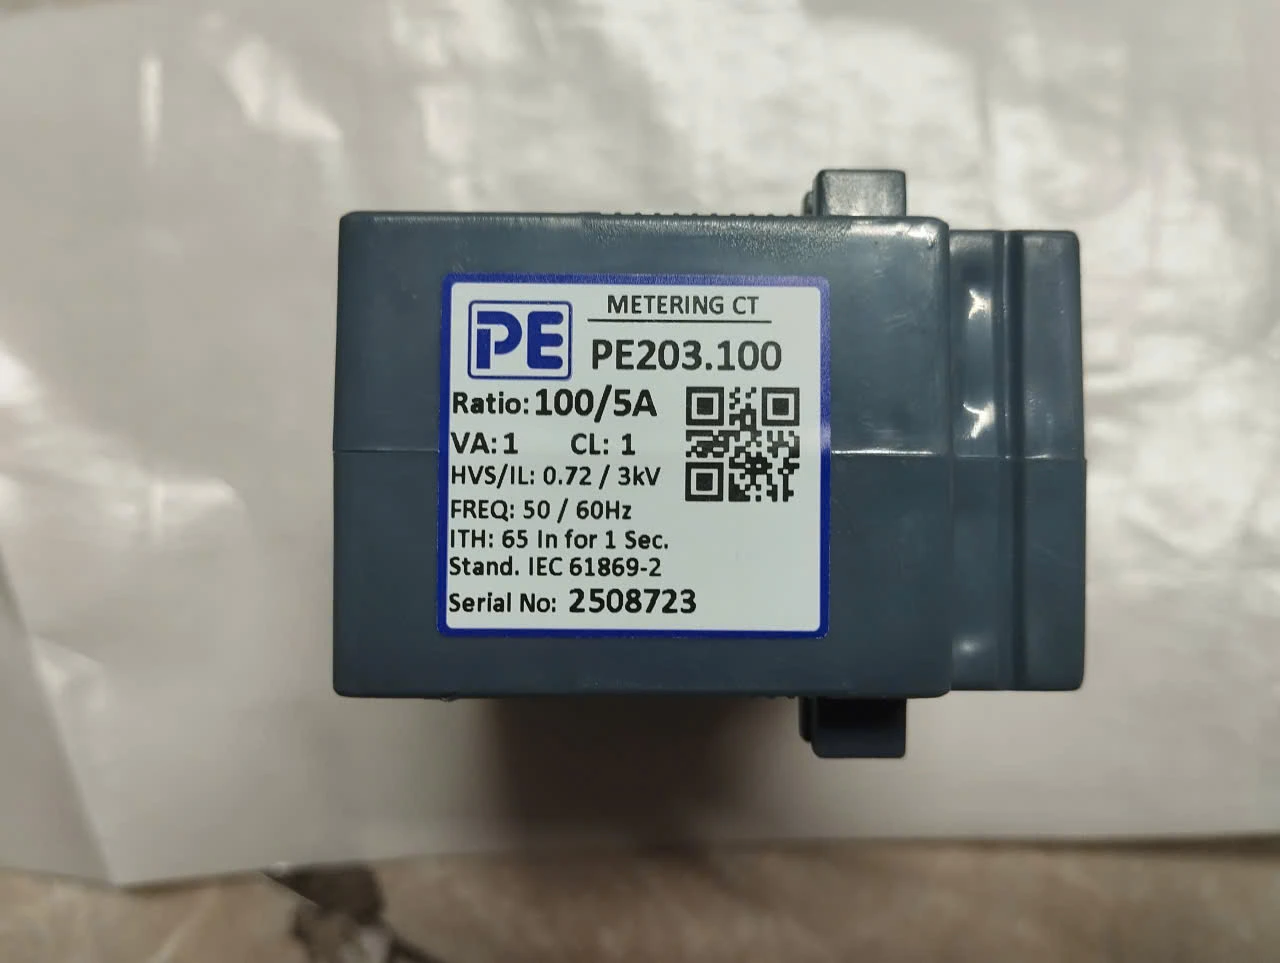 PE
METERING CT
PE203.100
Ratio: 100/5A
VA: 1 CL: 1
HVS/IL: 0.72 / 3kV
FREQ: 50 / 60Hz
ITH: 65 In for 1 Sec.
Stand. IEC 61869-2
Serial No: 2508723